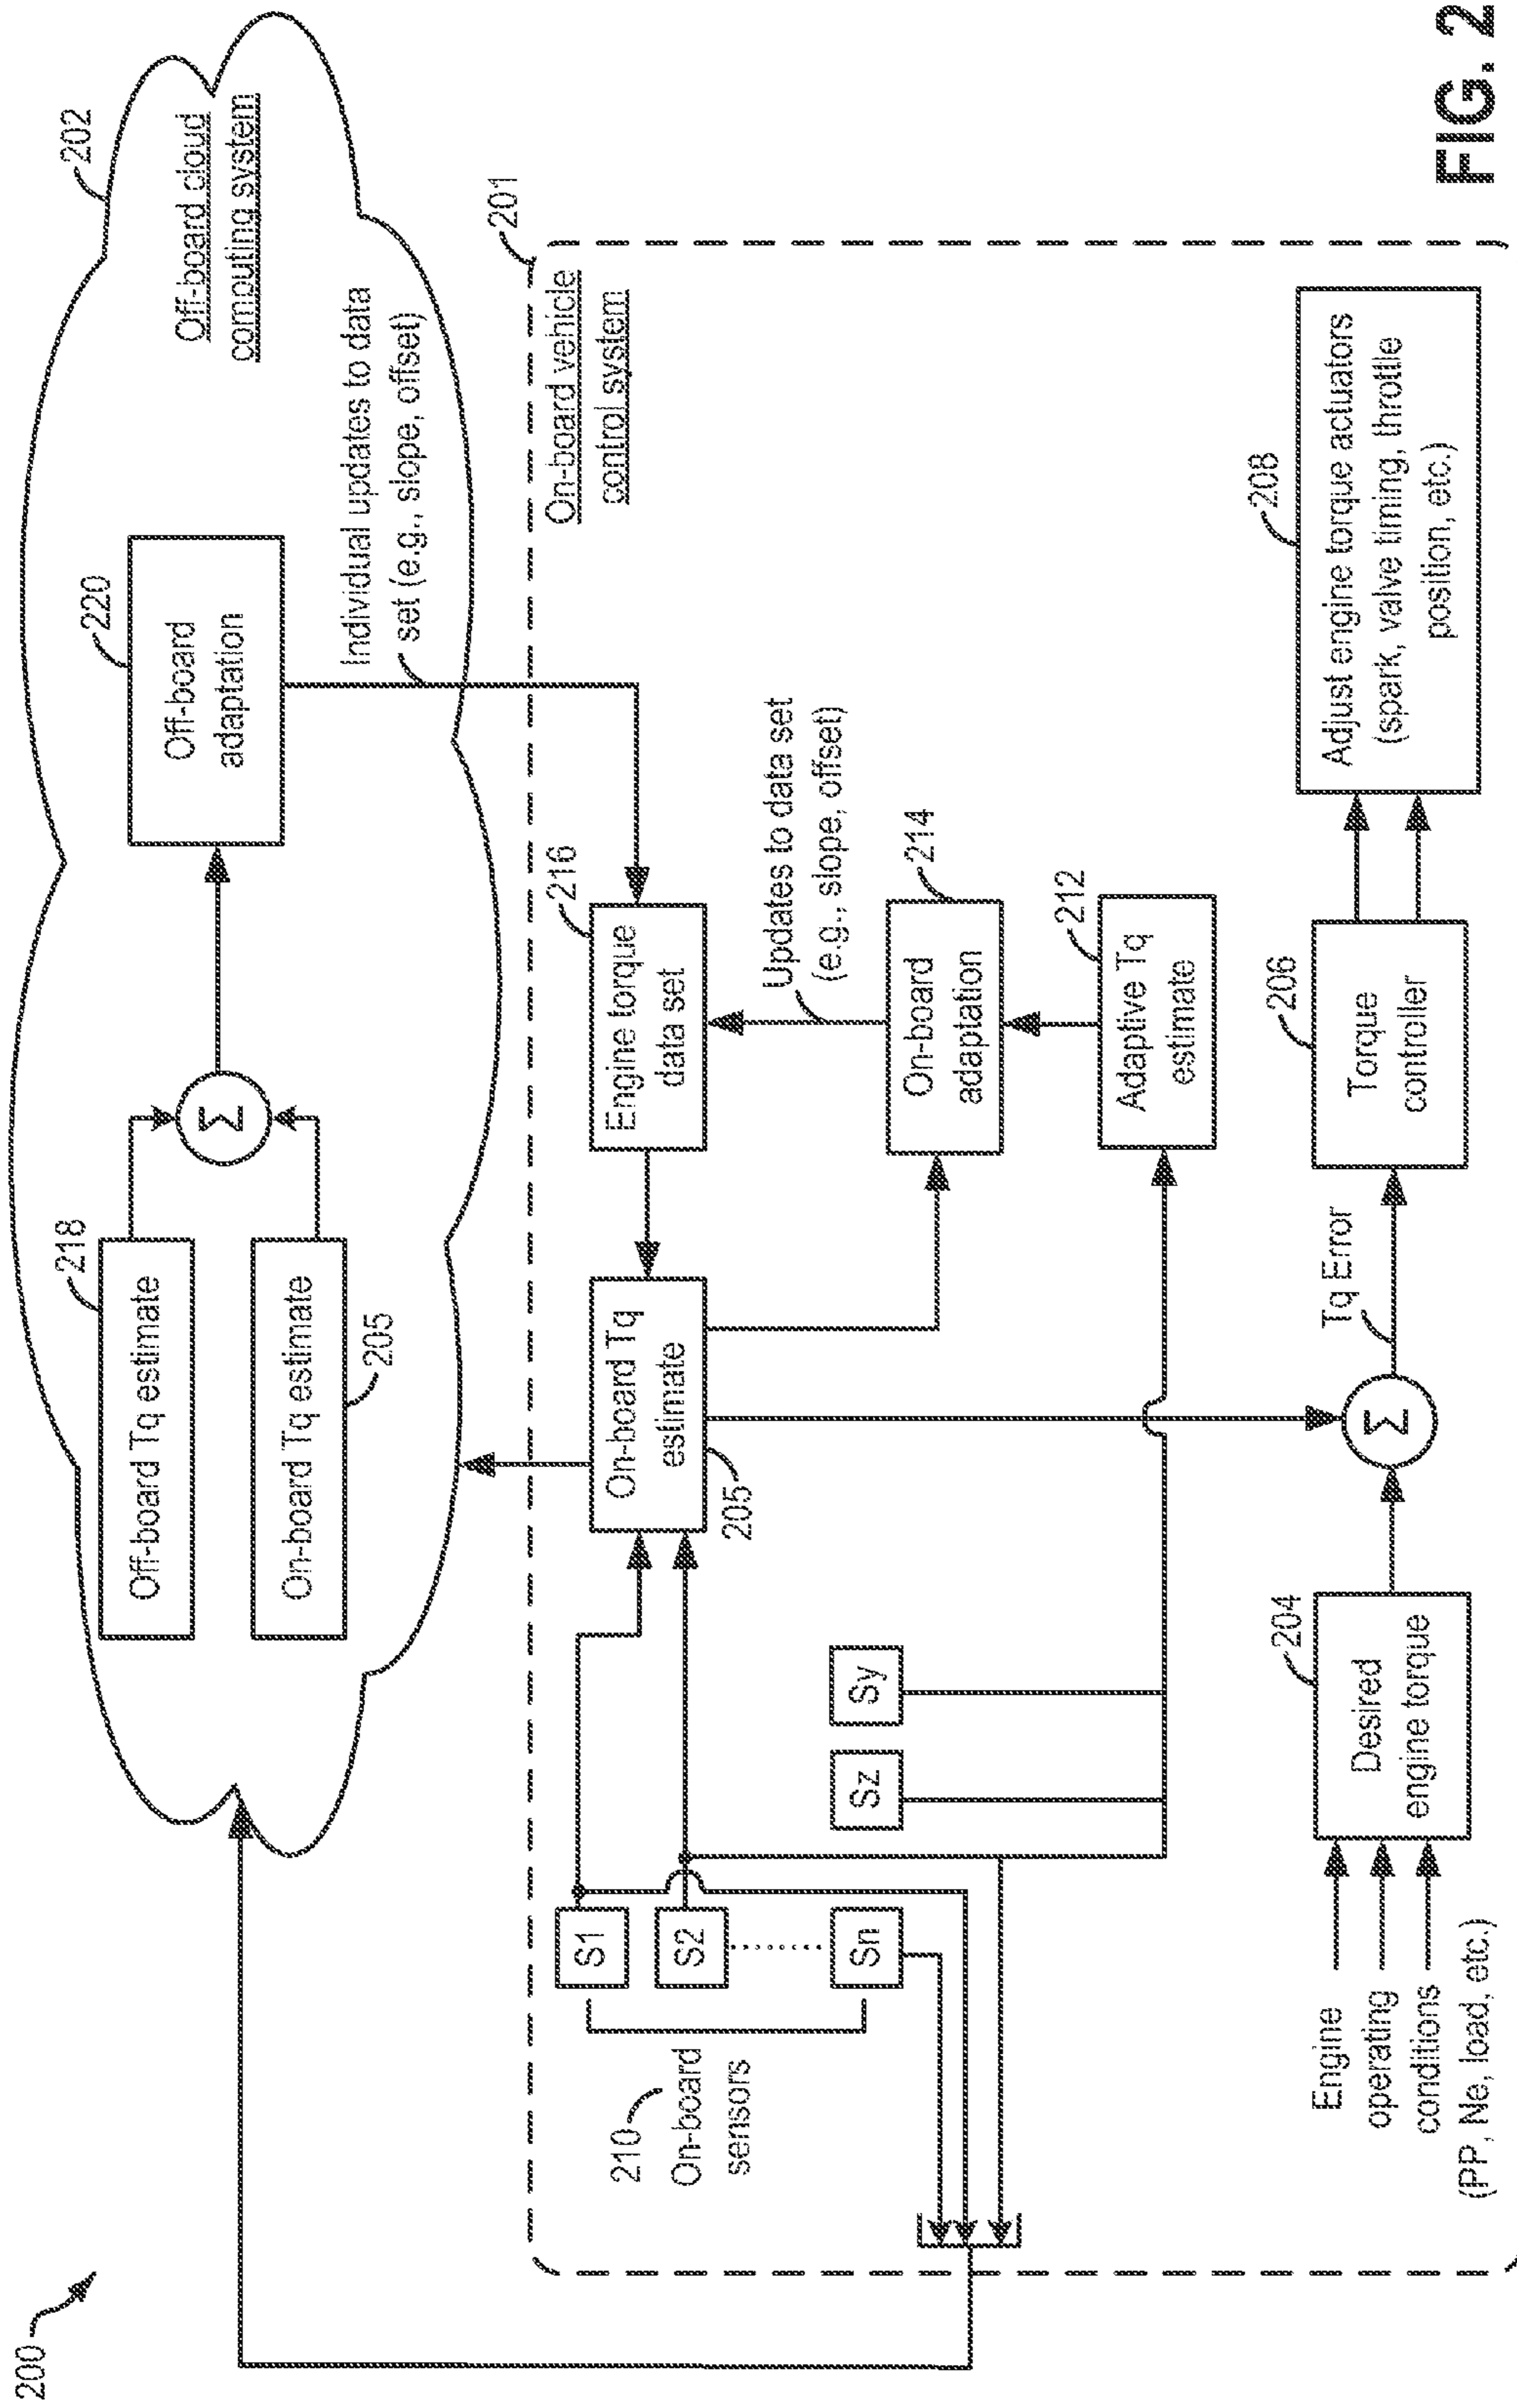 200
202
Off-board cloud
computing system
218
Off-board Tq estimate
On-board Tq estimate
205
Σ
220
Off-board
adaptation
Individual updates to data
set (e.g., slope, offset)
201
On-board vehicle
control system
210
On-board
sensors
S1
S2
Sn
Sz
Sy
On-board Tq
estimate
205
216
Engine torque
data set
Updates to data set
(e.g., slope, offset)
214
On-board
adaptation
212
Adaptive Tq
estimate
Engine
operating
conditions
(PP, Ne, load, etc.)
204
Desired
engine torque
Σ
Tq Error
206
Torque
controller
208
Adjust engine torque actuators
(spark, valve timing, throttle
position, etc.)
FIG. 2